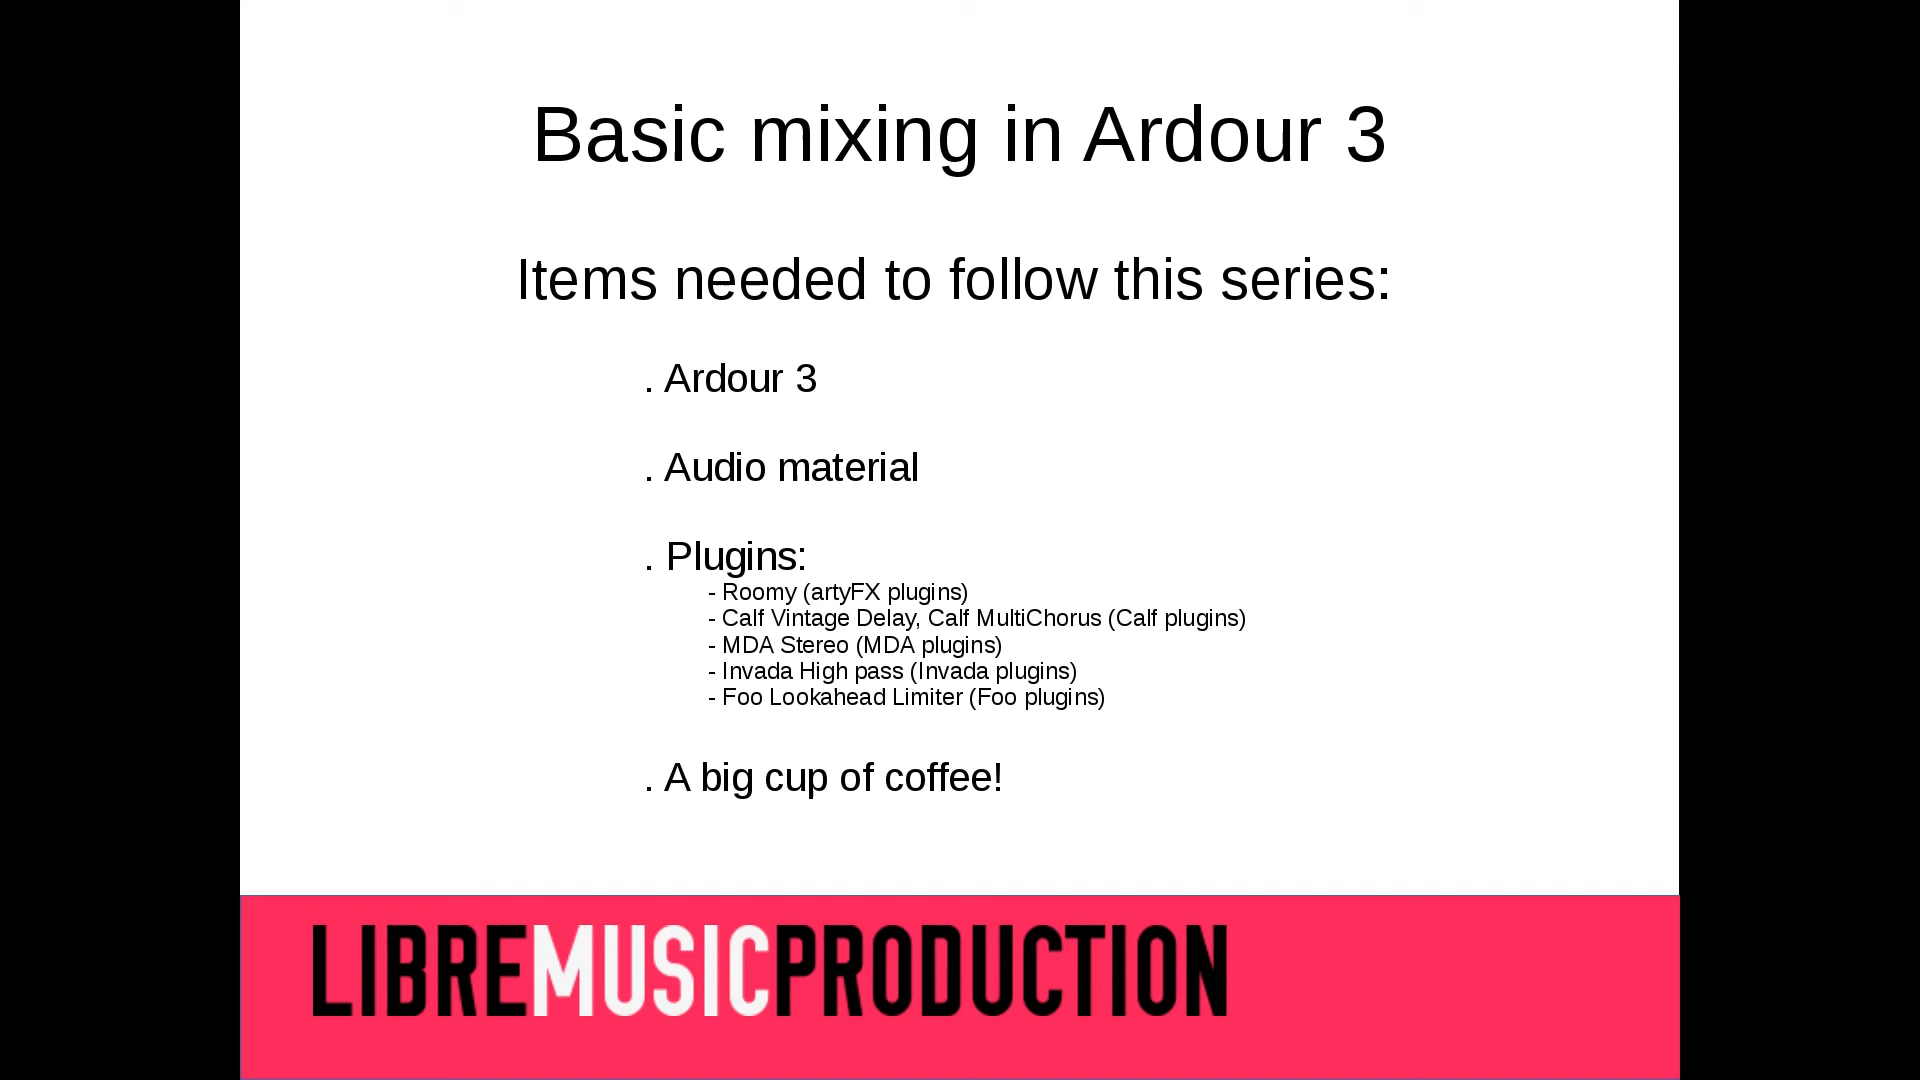 Basic mixing in Ardour 3
Items needed to follow this series:
. Ardour 3
. Audio material
. Plugins:
- Roomy (artyFX plugins)
- Calf Vintage Delay, Calf MultiChorus (Calf plugins)
- MDA Stereo (MDA plugins)
- Invada High pass (Invada plugins)
- Foo Lookahead Limiter (Foo plugins)
. A big cup of coffee!
LIBREMUSICPRODUCTION